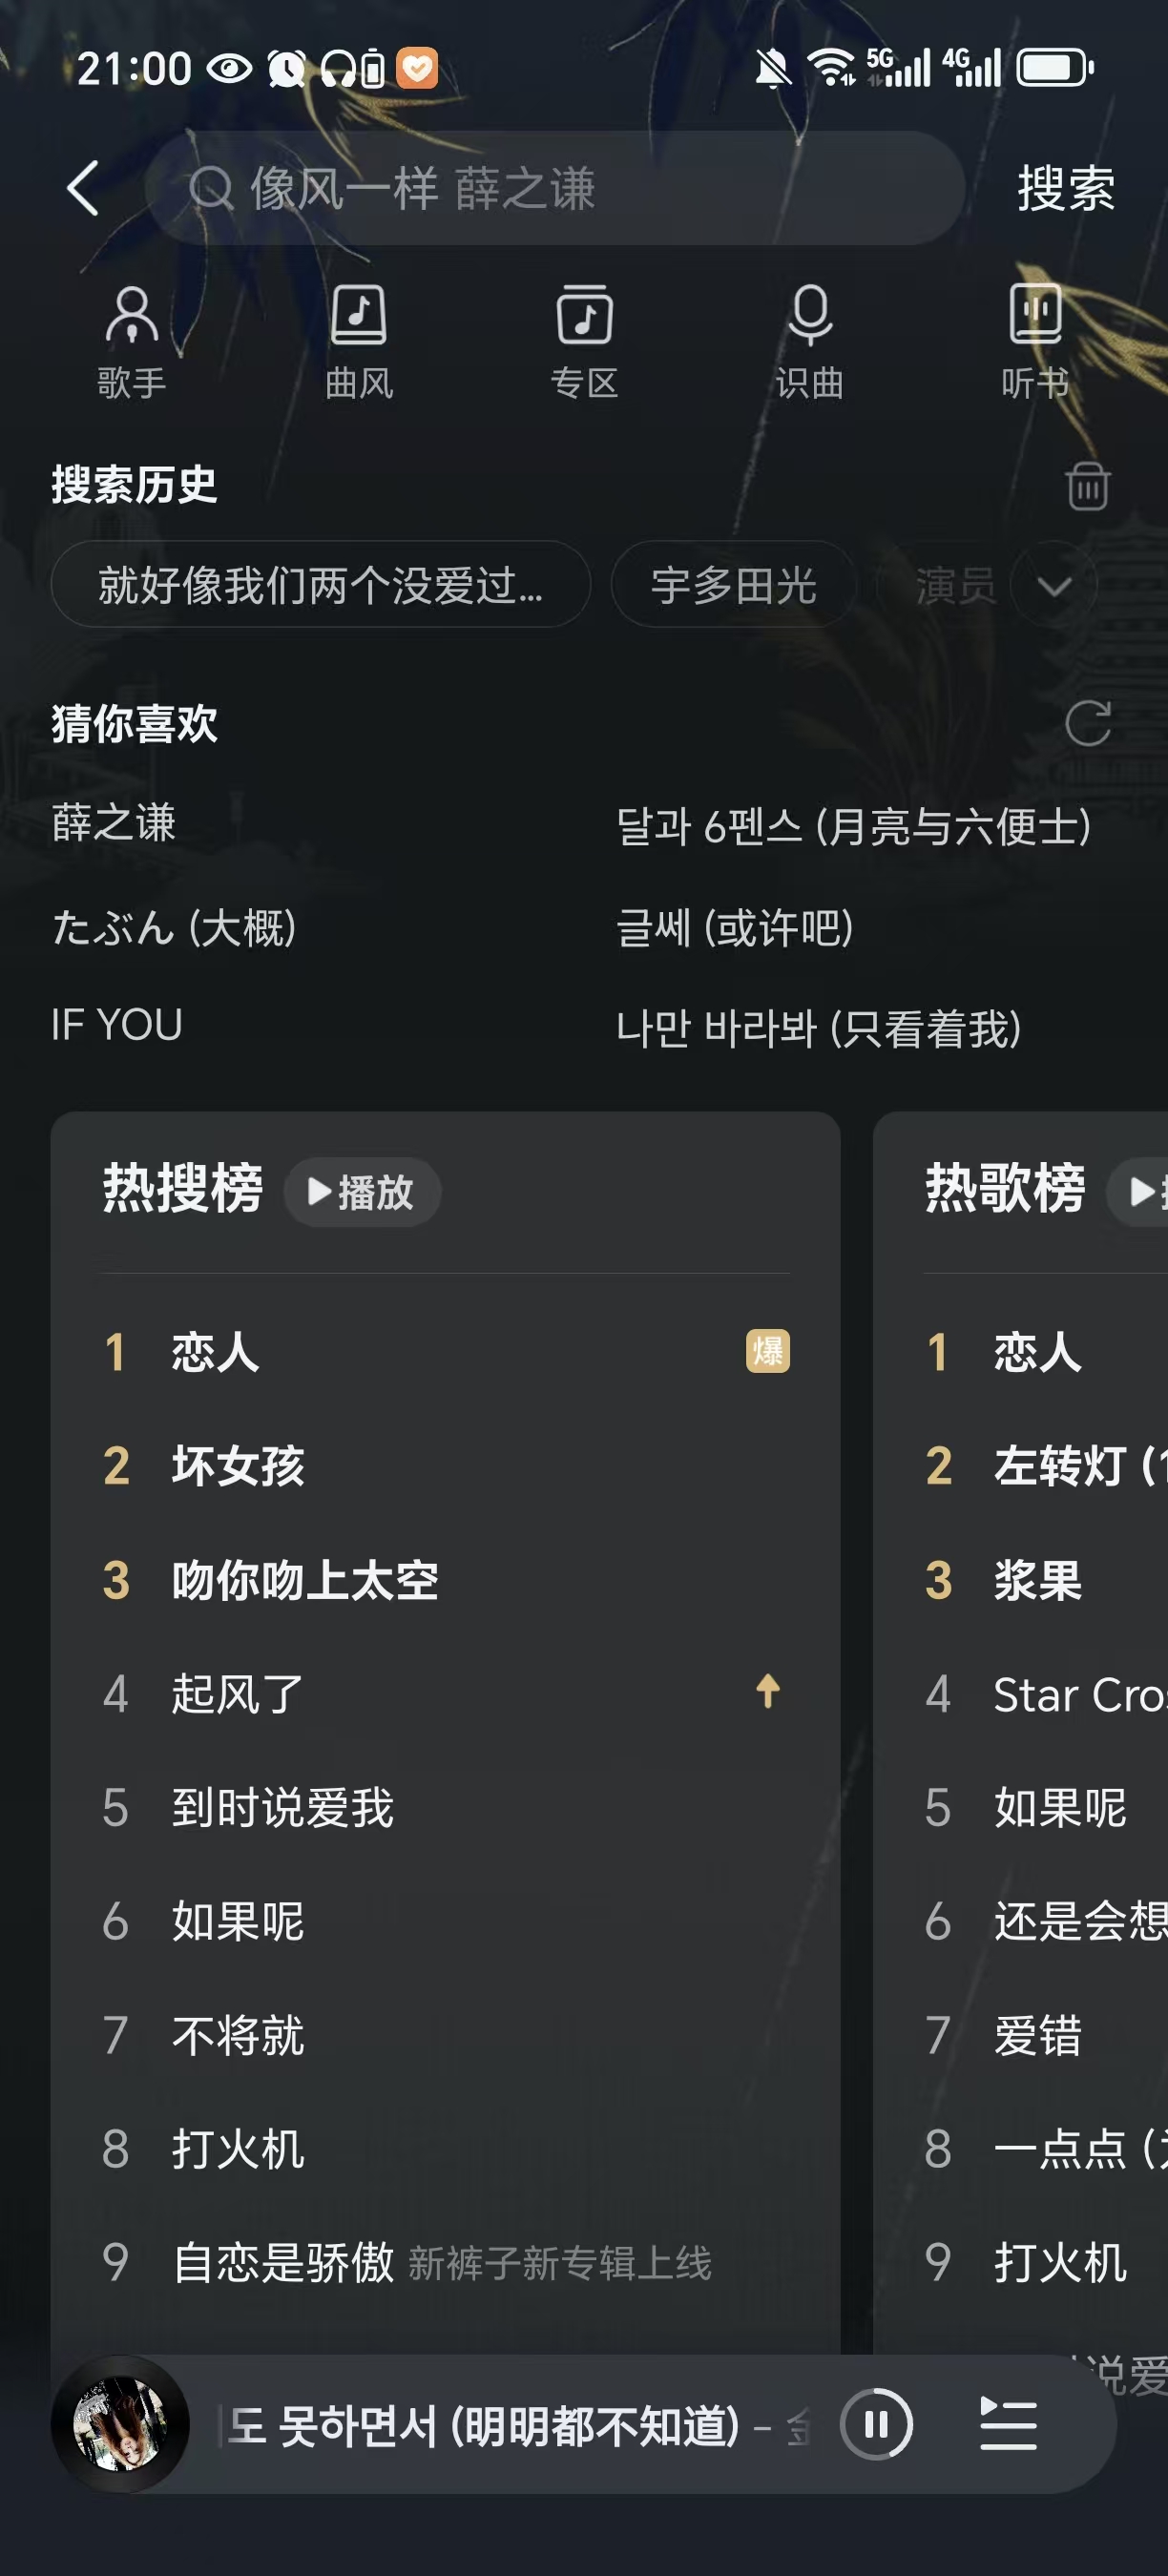 21:00 5G 4G
像风一样 薛之谦 搜索
歌手 曲风 专区 识曲 听书
搜索历史
就好像我们两个没爱过... 宇多田光 演员
猜你喜欢
薛之谦 달과 6펜스 (月亮与六便士)
たぶん (大概) 글쎄 (或许吧)
IF YOU 나만 바라봐 (只看着我)
热搜榜 播放
1 恋人 爆
2 坏女孩
3 吻你吻上太空
4 起风了
5 到时说爱我
6 如果呢
7 不将就
8 打火机
9 自恋是骄傲 新裤子新专辑上线
热歌榜
1 恋人
2 左转灯 (1
3 浆果
4 Star Cros
5 如果呢
6 还是会想
7 爱错
8 一点点 (
9 打火机
说爱
도 못하면서 (明明都不知道) – 金